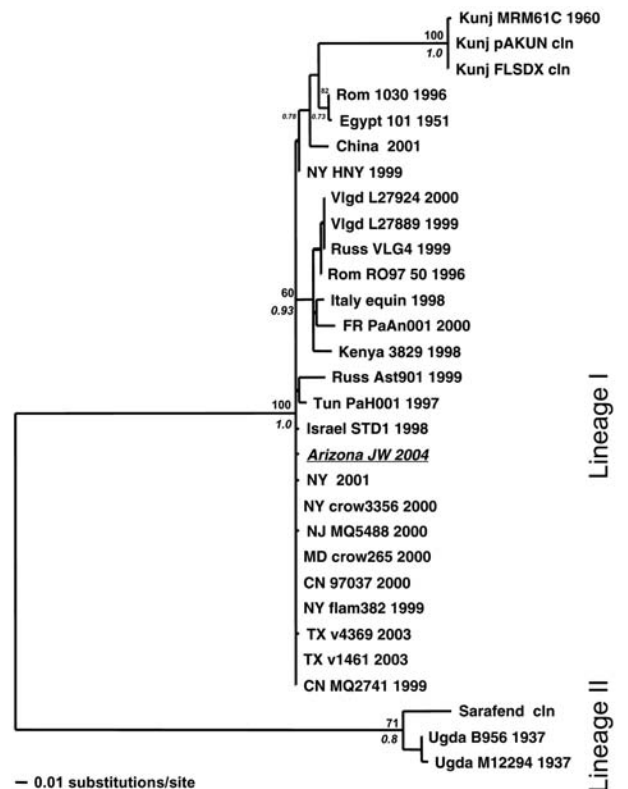 Kunj MRM61C 1960
100
Kunj pAKUN cln
1.0
Kunj FLSDX cln
82
Rom 1030 1996
0.78
0.73
Egypt 101 1951
China 2001
NY HNY 1999
Vlgd L27924 2000
Vlgd L27889 1999
Russ VLG4 1999
Rom RO97 50 1996
60
Italy equin 1998
0.93
FR PaAn001 2000
Kenya 3829 1998
Russ Ast901 1999
Tun PaH001 1997
100
1.0
Israel STD1 1998
Arizona JW 2004
NY 2001
NY crow3356 2000
NJ MQ5488 2000
MD crow265 2000
CN 97037 2000
NY flam382 1999
TX v4369 2003
TX v1461 2003
CN MQ2741 1999
Lineage I
Sarafend cln
71
0.8
Ugda B956 1937
Ugda M12294 1937
Lineage II
0.01 substitutions/site